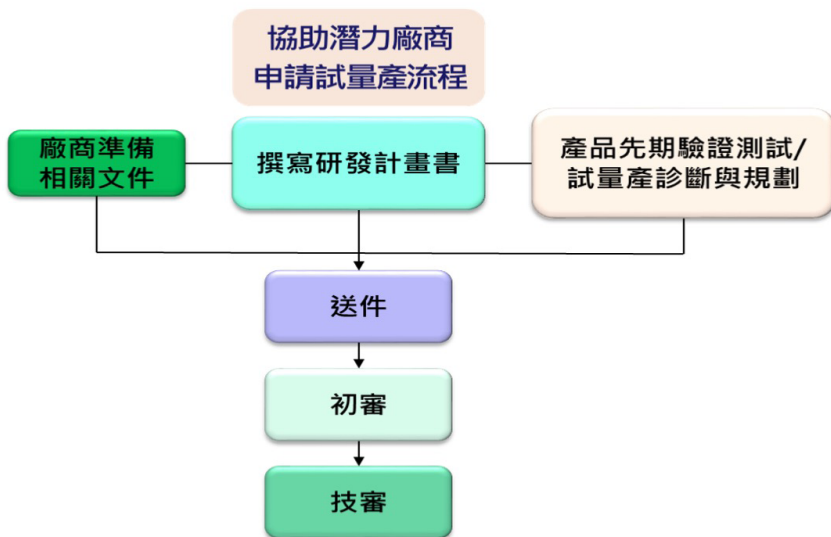 協助潛力廠商
申請試量產流程
廠商準備
相關文件
撰寫研發計畫書
產品先期驗證測試/
試量產診斷與規劃
送件
初審
技審